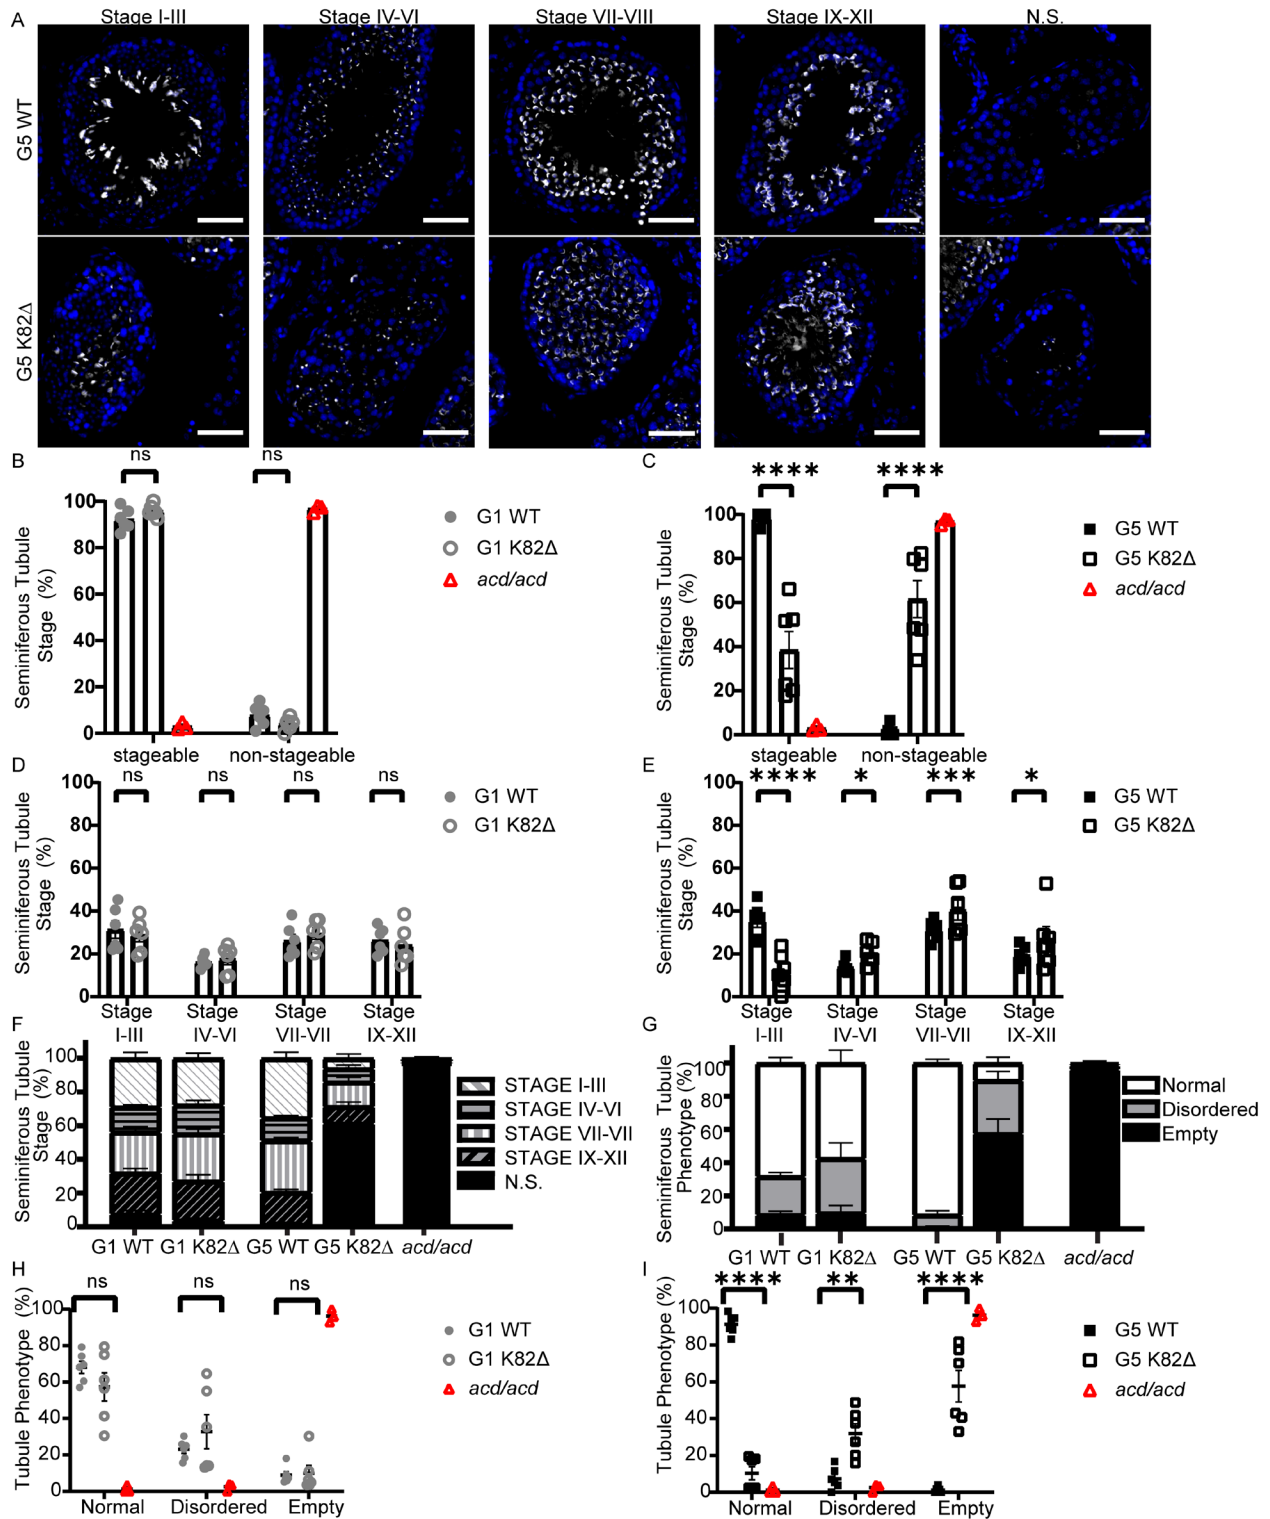 A
Stage I-III
Stage IV-VI
Stage VII-VIII
Stage IX-XII
N.S.
G5 WT
G5 K82Δ
B
ns
ns
Seminiferous Tubule
Stage (%)
100
80
60
40
20
0
stageable
non-stageable
G1 WT
G1 K82Δ
acd/acd
C
****
****
Seminiferous Tubule
Stage (%)
100
80
60
40
20
0
stageable
non-stageable
G5 WT
G5 K82Δ
acd/acd
D
ns
ns
ns
ns
Seminiferous Tubule
Stage (%)
100
80
60
40
20
0
Stage
I-III
Stage
IV-VI
Stage
VII-VII
Stage
IX-XII
G1 WT
G1 K82Δ
E
****
*
***
*
Seminiferous Tubule
Stage (%)
100
80
60
40
20
0
Stage
I-III
Stage
IV-VI
Stage
VII-VII
Stage
IX-XII
G5 WT
G5 K82Δ
F
Seminiferous Tubule
Stage (%)
100
80
60
40
20
0
G1 WT
G1 K82Δ
G5 WT
G5 K82Δ
acd/acd
STAGE I-III
STAGE IV-VI
STAGE VII-VII
STAGE IX-XII
N.S.
G
Seminiferous Tubule
Phenotype (%)
100
80
60
40
20
0
G1 WT
G1 K82Δ
G5 WT
G5 K82Δ
acd/acd
Normal
Disordered
Empty
H
ns
ns
ns
Tubule Phenotype (%)
100
80
60
40
20
0
Normal
Disordered
Empty
G1 WT
G1 K82Δ
acd/acd
I
****
**
****
Tubule Phenotype (%)
100
80
60
40
20
0
Normal
Disordered
Empty
G5 WT
G5 K82Δ
acd/acd